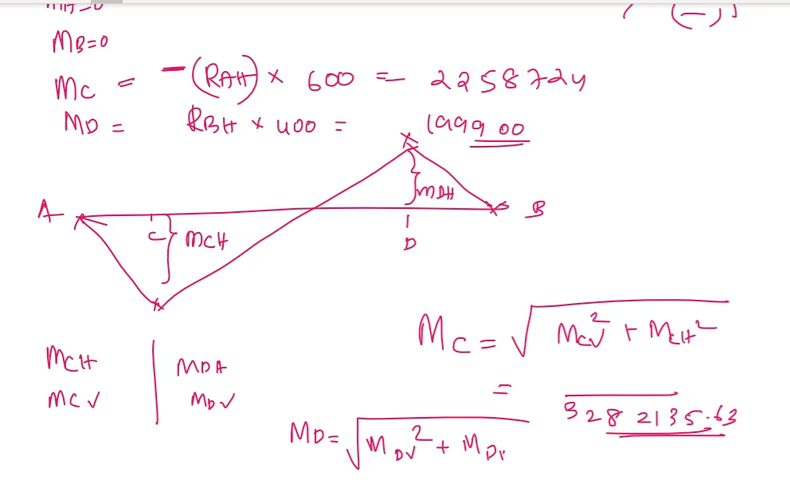 MB=0
MC = -(RAH) × 600 = 2258724
MD = RBH × 400 = 199900
A
B
C
MCH
MDH
D
MC = √ MCV² + MCH²
= 3282135.63
MCH | MDH
MCV | MDV
MD = √ MDV² + MDV